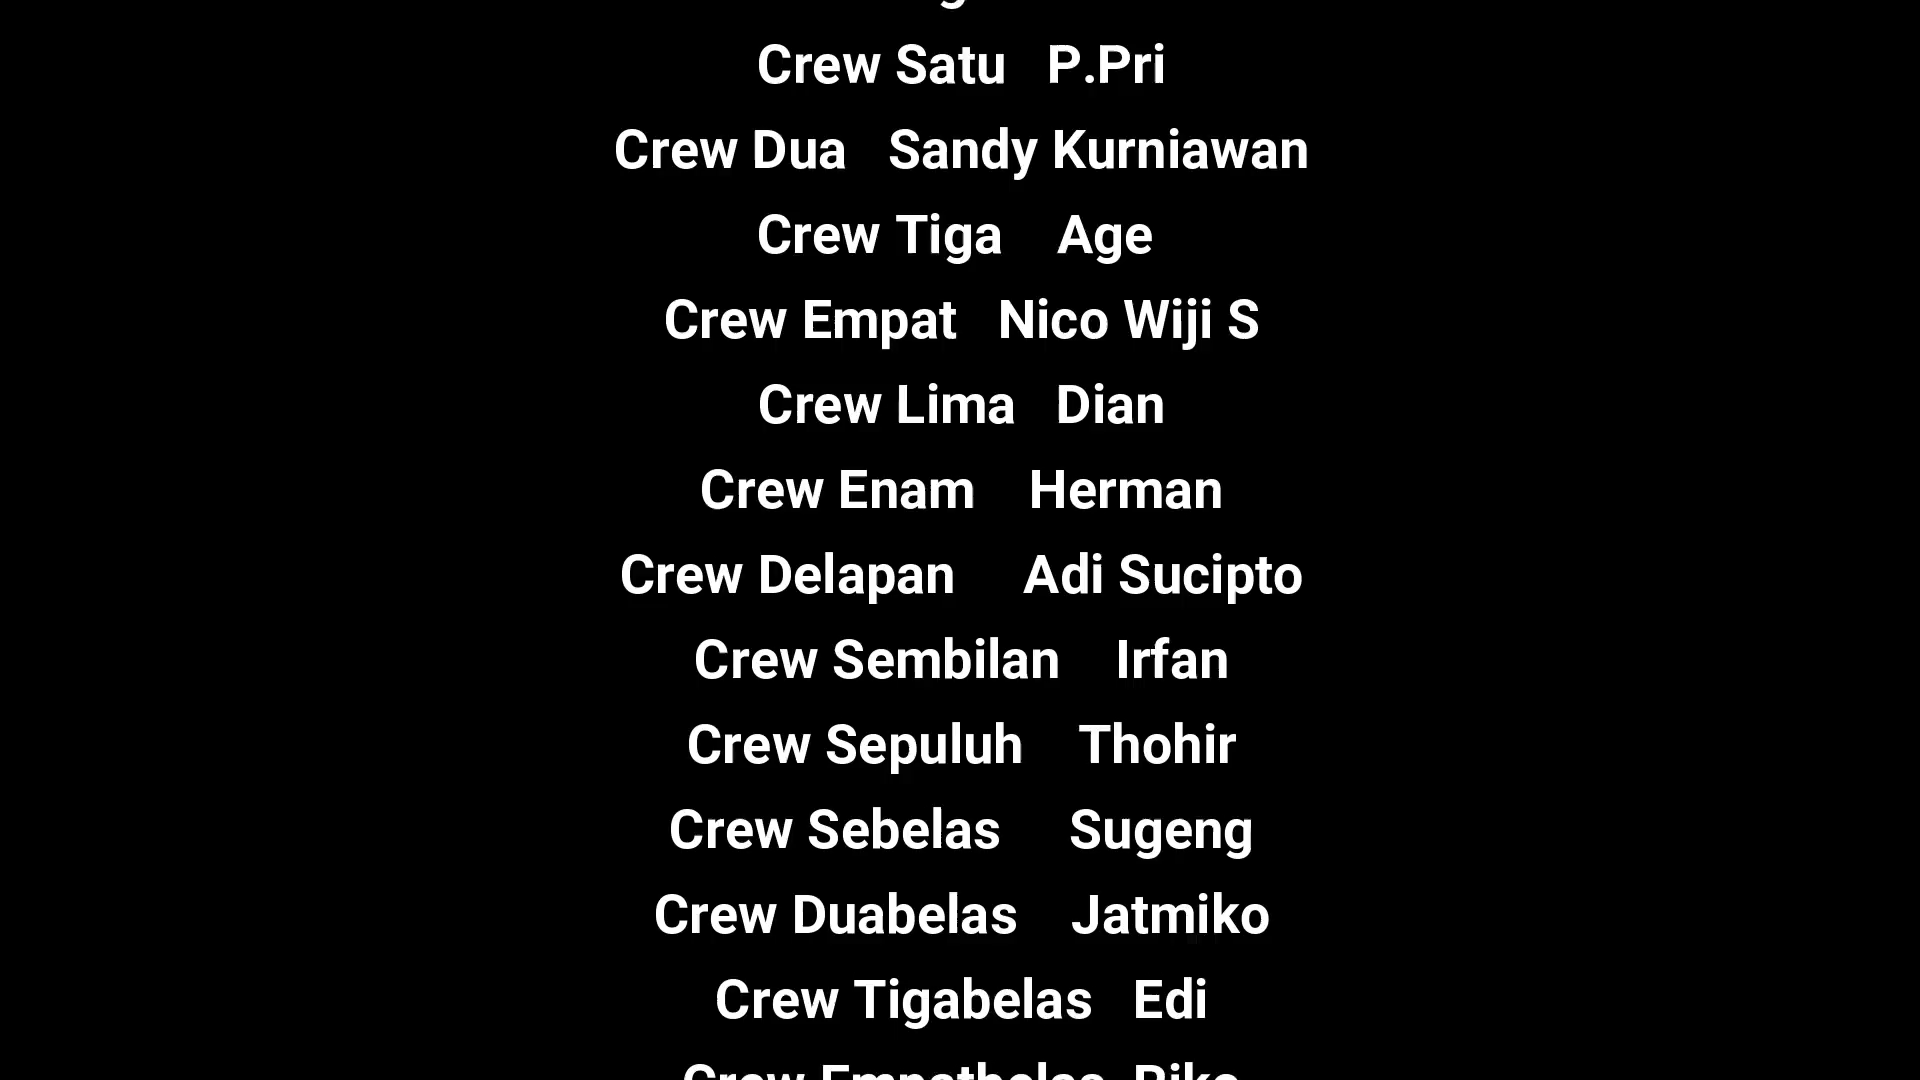 Crew Satu P.Pri
Crew Dua Sandy Kurniawan
Crew Tiga Age
Crew Empat Nico Wiji S
Crew Lima Dian
Crew Enam Herman
Crew Delapan Adi Sucipto
Crew Sembilan Irfan
Crew Sepuluh Thohir
Crew Sebelas Sugeng
Crew Duabelas Jatmiko
Crew Tigabelas Edi
Crew Empatbelas